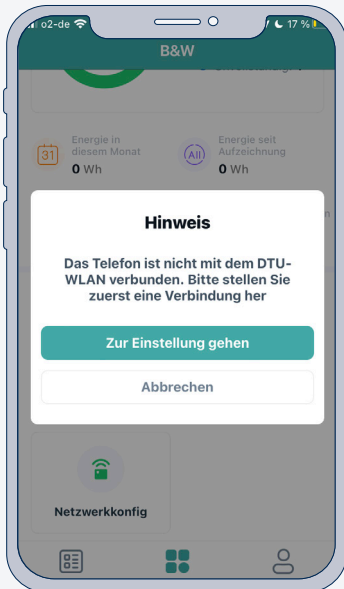 o2-de
17 %
B&W
Energie in
diesem Monat
0 Wh
All
Energie seit
Aufzeichnung
0 Wh
31
Hinweis
Das Telefon ist nicht mit dem DTU-
WLAN verbunden. Bitte stellen Sie
zuerst eine Verbindung her
Zur Einstellung gehen
Abbrechen
Netzwerkkonfig